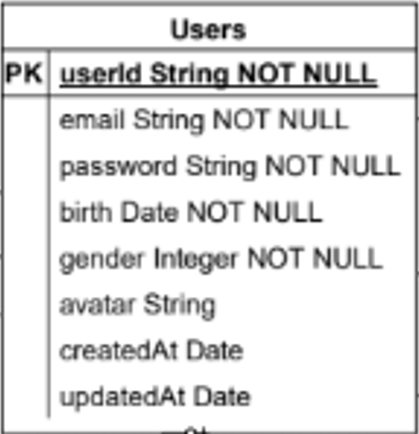 Users
PK userId String NOT NULL
email String NOT NULL
password String NOT NULL
birth Date NOT NULL
gender Integer NOT NULL
avatar String
createdAt Date
updatedAt Date